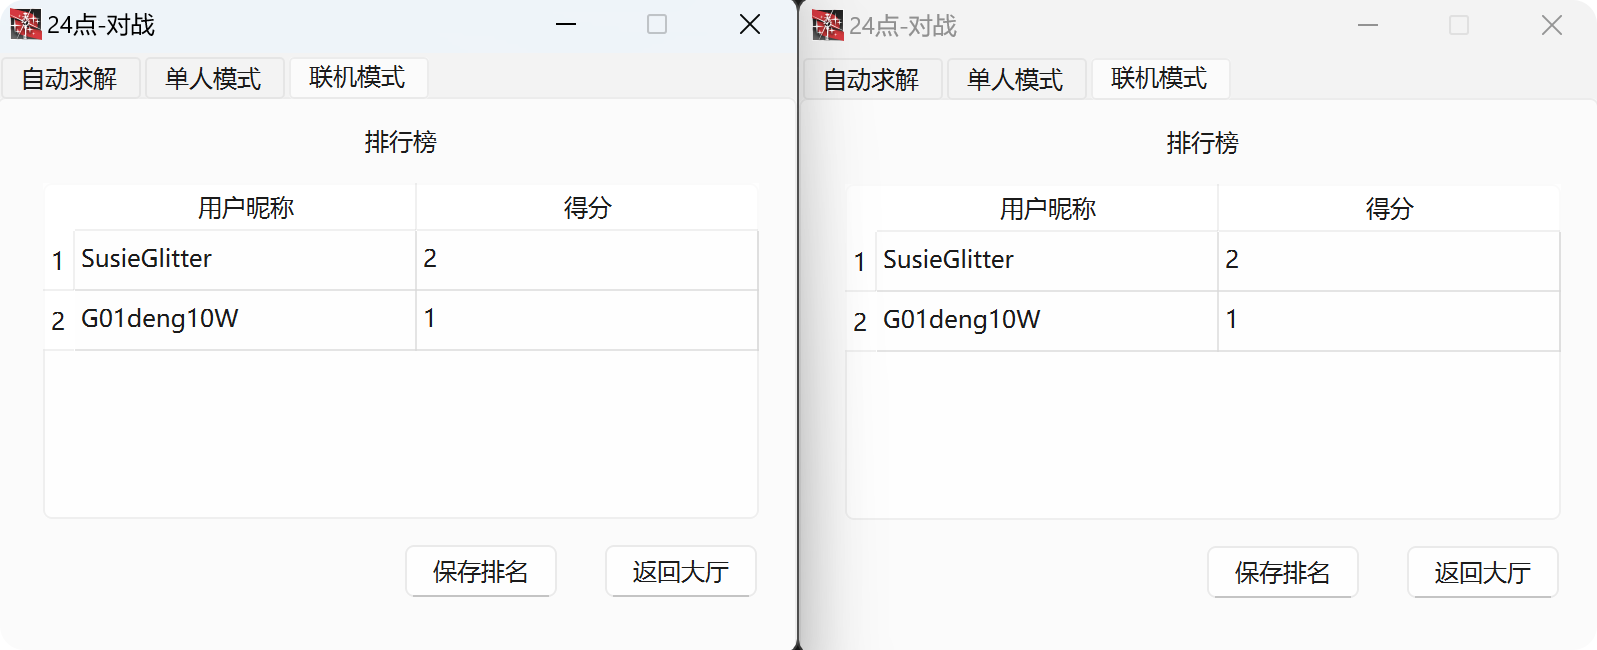 24点-对战
自动求解 单人模式 联机模式
排行榜
用户昵称 得分
1 SusieGlitter 2
2 G01deng10W 1
保存排名 返回大厅
24点-对战
自动求解 单人模式 联机模式
排行榜
用户昵称 得分
1 SusieGlitter 2
2 G01deng10W 1
保存排名 返回大厅